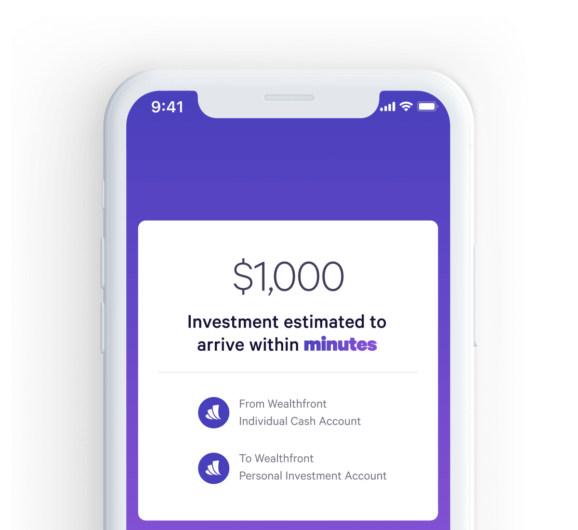 9:41
$1,000
Investment estimated to
arrive within minutes
From Wealthfront
Individual Cash Account
To Wealthfront
Personal Investment Account